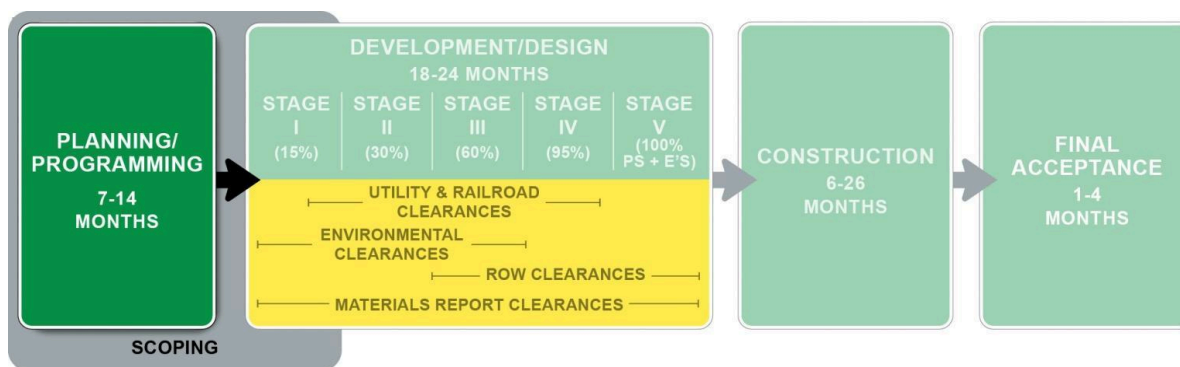 PLANNING/
PROGRAMMING
7-14
MONTHS
SCOPING
DEVELOPMENT/DESIGN
18-24 MONTHS
STAGE
I
(15%)
STAGE
II
(30%)
STAGE
III
(60%)
STAGE
IV
(95%)
STAGE
V
(100%
PS + E'S)
UTILITY & RAILROAD
CLEARANCES
ENVIRONMENTAL
CLEARANCES
ROW CLEARANCES
MATERIALS REPORT CLEARANCES
CONSTRUCTION
6-26
MONTHS
FINAL
ACCEPTANCE
1-4
MONTHS